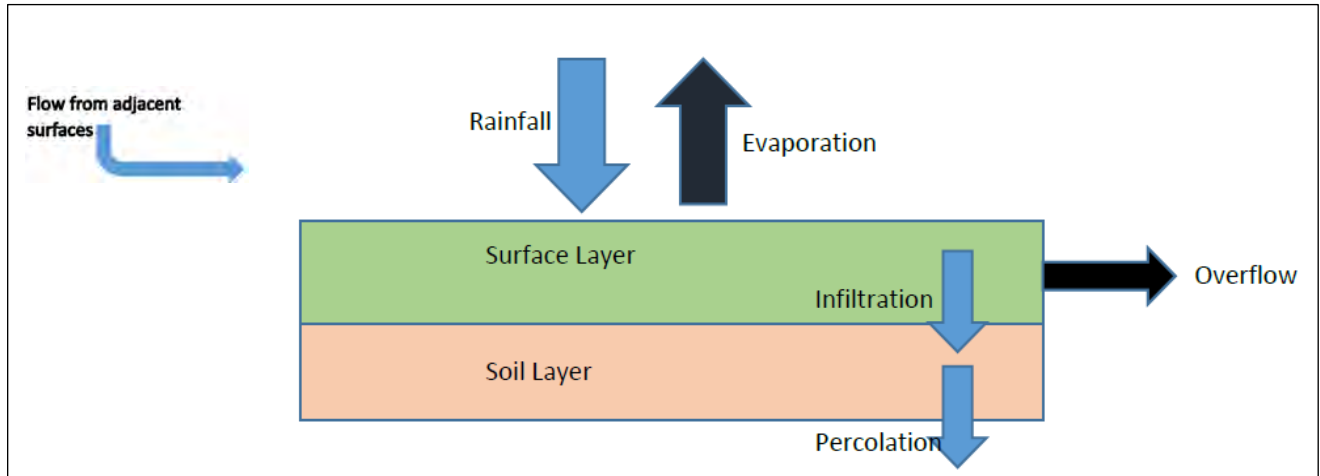 Flow from adjacent
surfaces
Rainfall
Evaporation
Surface Layer
Infiltration
Overflow
Soil Layer
Percolation